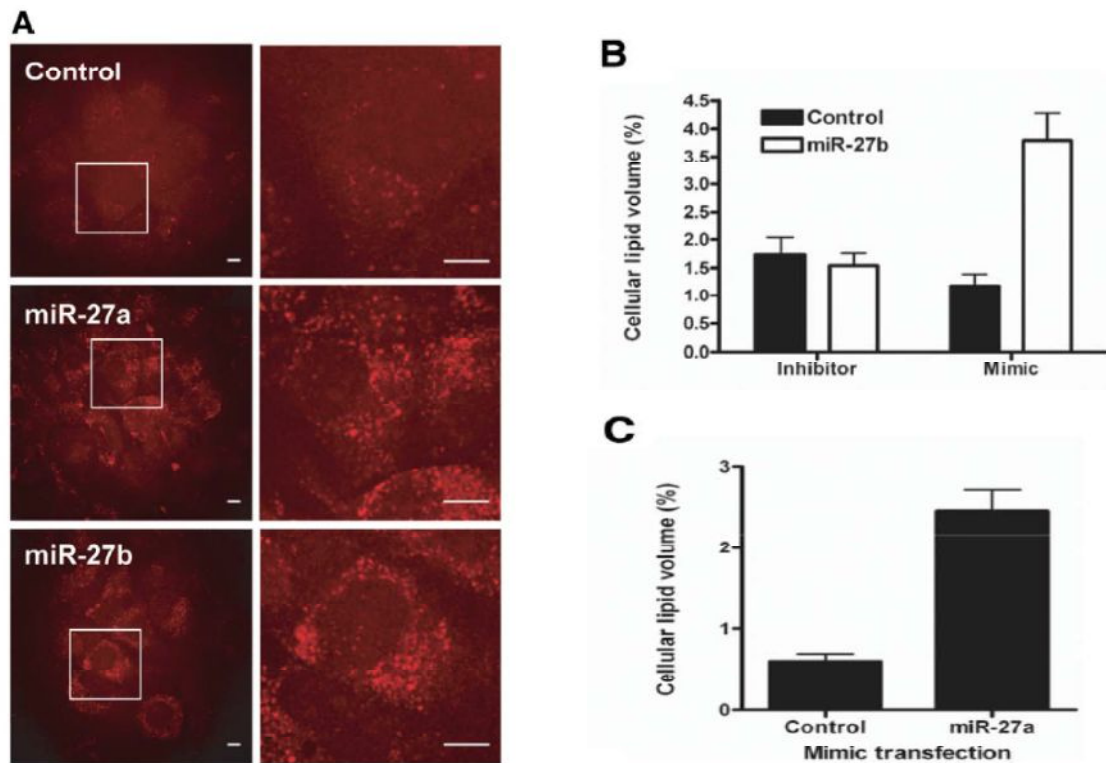 A
Control
miR-27a
miR-27b
B
Cellular lipid volume (%)
4.5
4.0
3.5
3.0
2.5
2.0
1.5
1.0
0.5
0.0
Control
miR-27b
Inhibitor
Mimic
C
Cellular lipid volume (%)
3
2
1
0
Control
miR-27a
Mimic transfection